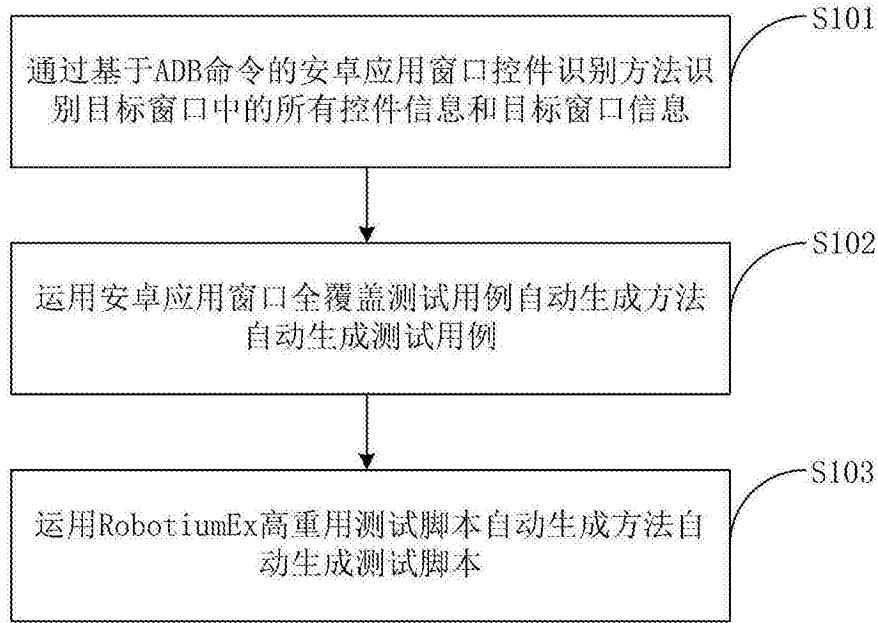 S101
通过基于ADB命令的安卓应用窗口控件识别方法识
别目标窗口中的所有控件信息和目标窗口信息
S102
运用安卓应用窗口全覆盖测试用例自动生成方法
自动生成测试用例
S103
运用RobotiumEx高重用测试脚本自动生成方法自
动生成测试脚本